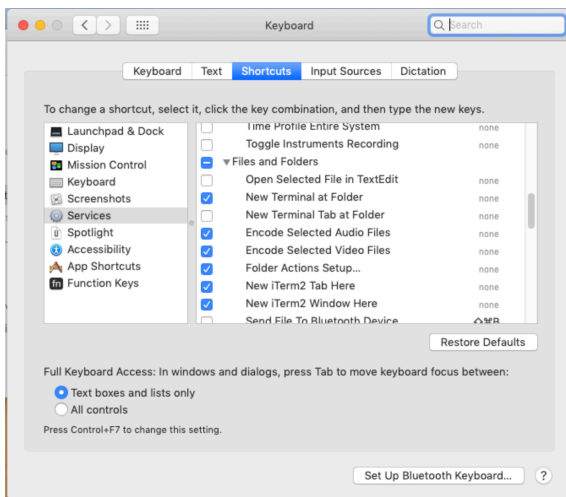 Keyboard
Search
Keyboard Text Shortcuts Input Sources Dictation
To change a shortcut, select it, click the key combination, and then type the new keys.
Launchpad & Dock
Display
Mission Control
Keyboard
Screenshots
Services
Spotlight
Accessibility
App Shortcuts
fn Function Keys
Time Profile Entire System none
Toggle Instruments Recording none
Files and Folders
Open Selected File in TextEdit none
New Terminal at Folder none
New Terminal Tab at Folder none
Encode Selected Audio Files none
Encode Selected Video Files none
Folder Actions Setup... none
New iTerm2 Tab Here none
New iTerm2 Window Here none
Send File To Bluetooth Device ⇧⌘B
Restore Defaults
Full Keyboard Access: In windows and dialogs, press Tab to move keyboard focus between:
Text boxes and lists only
All controls
Press Control+F7 to change this setting.
Set Up Bluetooth Keyboard... ?